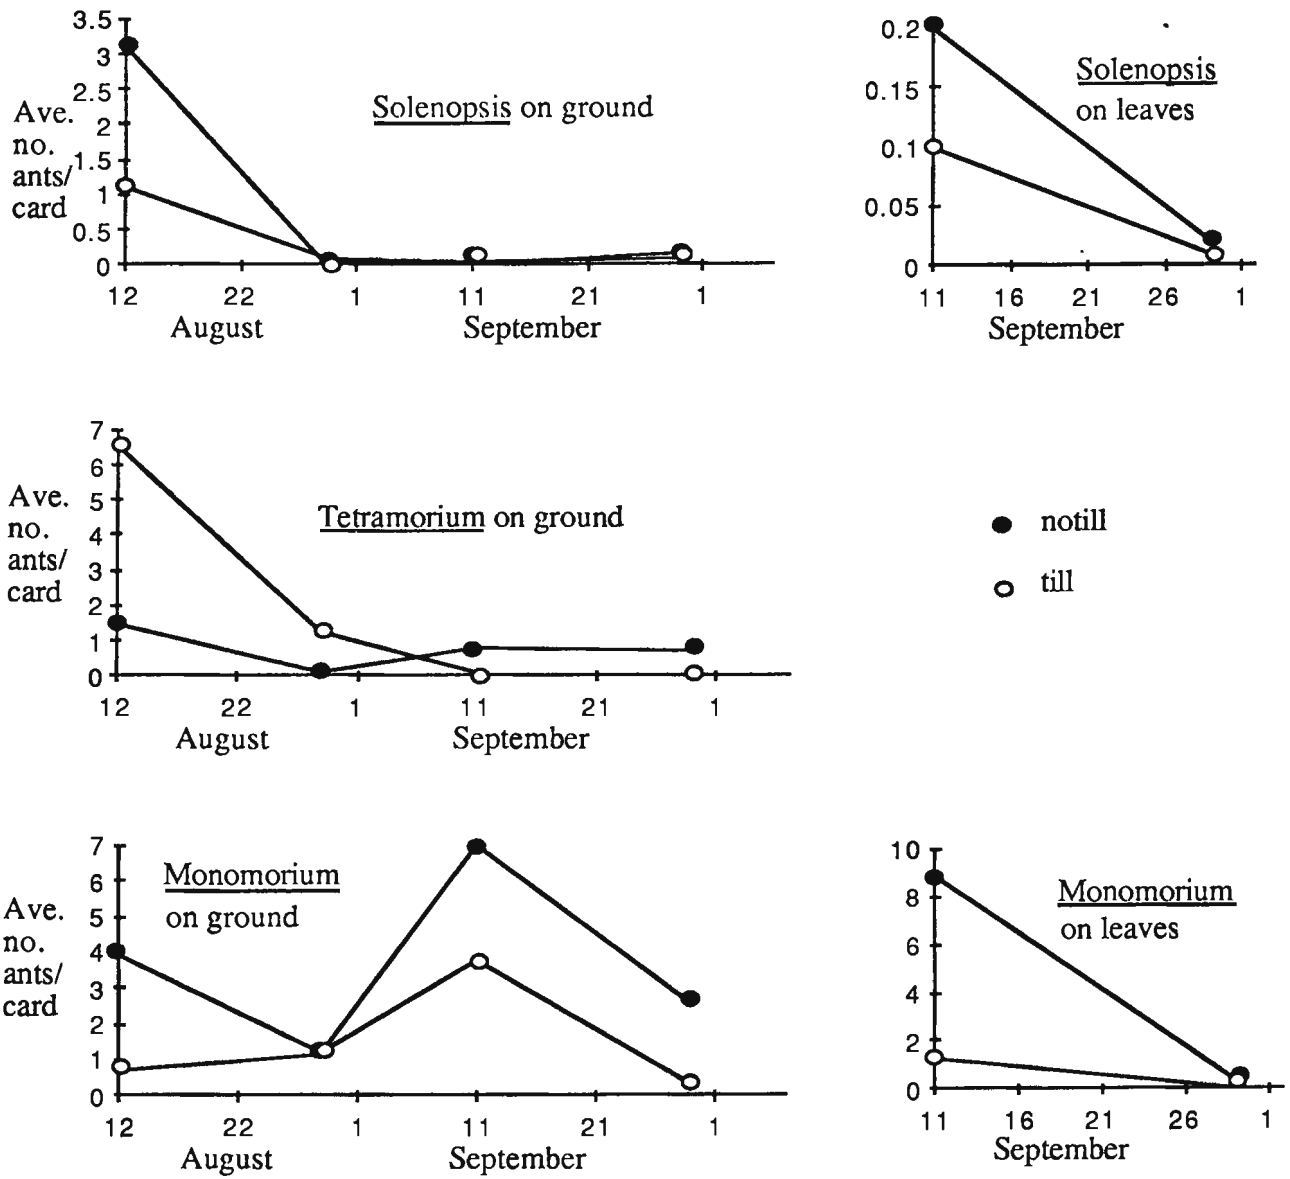 3.5
3
2.5
2
1.5
1
0.5
0
Ave.
no.
ants/
card
Solenopsis on ground
12 22 1 11 21 1
August September
0.2
0.15
0.1
0.05
0
Solenopsis
on leaves
11 16 21 26 1
September
7
6
5
4
3
2
1
0
Ave.
no.
ants/
card
Tetramorium on ground
12 22 1 11 21 1
August September
notill
till
7
6
5
4
3
2
1
0
Ave.
no.
ants/
card
Monomorium
on ground
12 22 1 11 21 1
August September
10
8
6
4
2
0
Monomorium
on leaves
11 16 21 26 1
September